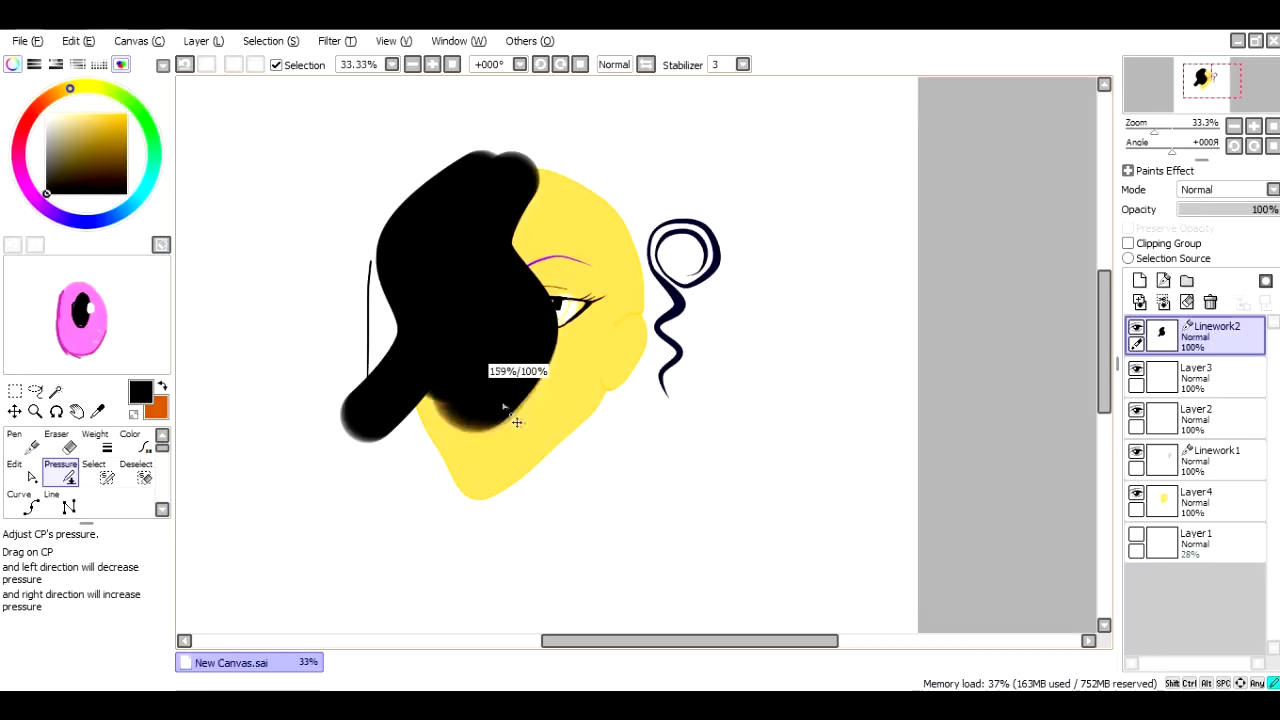 File (F) Edit (E) Canvas (C) Layer (L) Selection (S) Filter (T) View (V) Window (W) Others (O)
Selection 33.33% +000° Normal Stabilizer 3
Zoom 33.3%
Angle +000Я
Paints Effect
Mode Normal
Opacity 100%
Preserve Opacity
Clipping Group
Selection Source
Linework2
Normal
100%
Layer3
Normal
100%
Layer2
Normal
100%
Linework1
Normal
100%
Layer4
Normal
100%
Layer1
Normal
28%
159%/100%
Pen Eraser Weight Color
Edit Pressure Select Deselect
Curve Line
Adjust CP's pressure.
Drag on CP
and left direction will decrease
pressure
and right direction will increase
pressure
New Canvas.sai 33%
Memory load: 37% (163MB used / 752MB reserved) Shift Ctrl Alt SPC Any